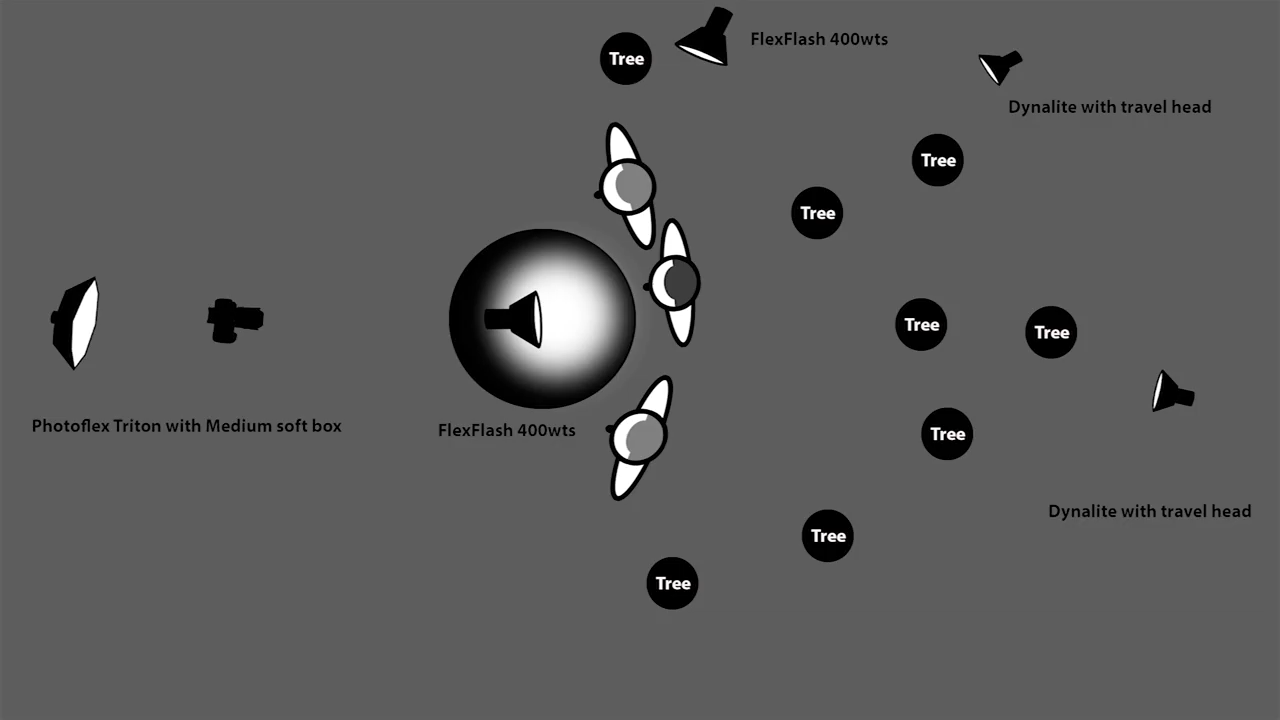 FlexFlash 400wts
Tree
Dynalite with travel head
Tree
Tree
Tree
Tree
Photoflex Triton with Medium soft box
FlexFlash 400wts
Tree
Dynalite with travel head
Tree
Tree